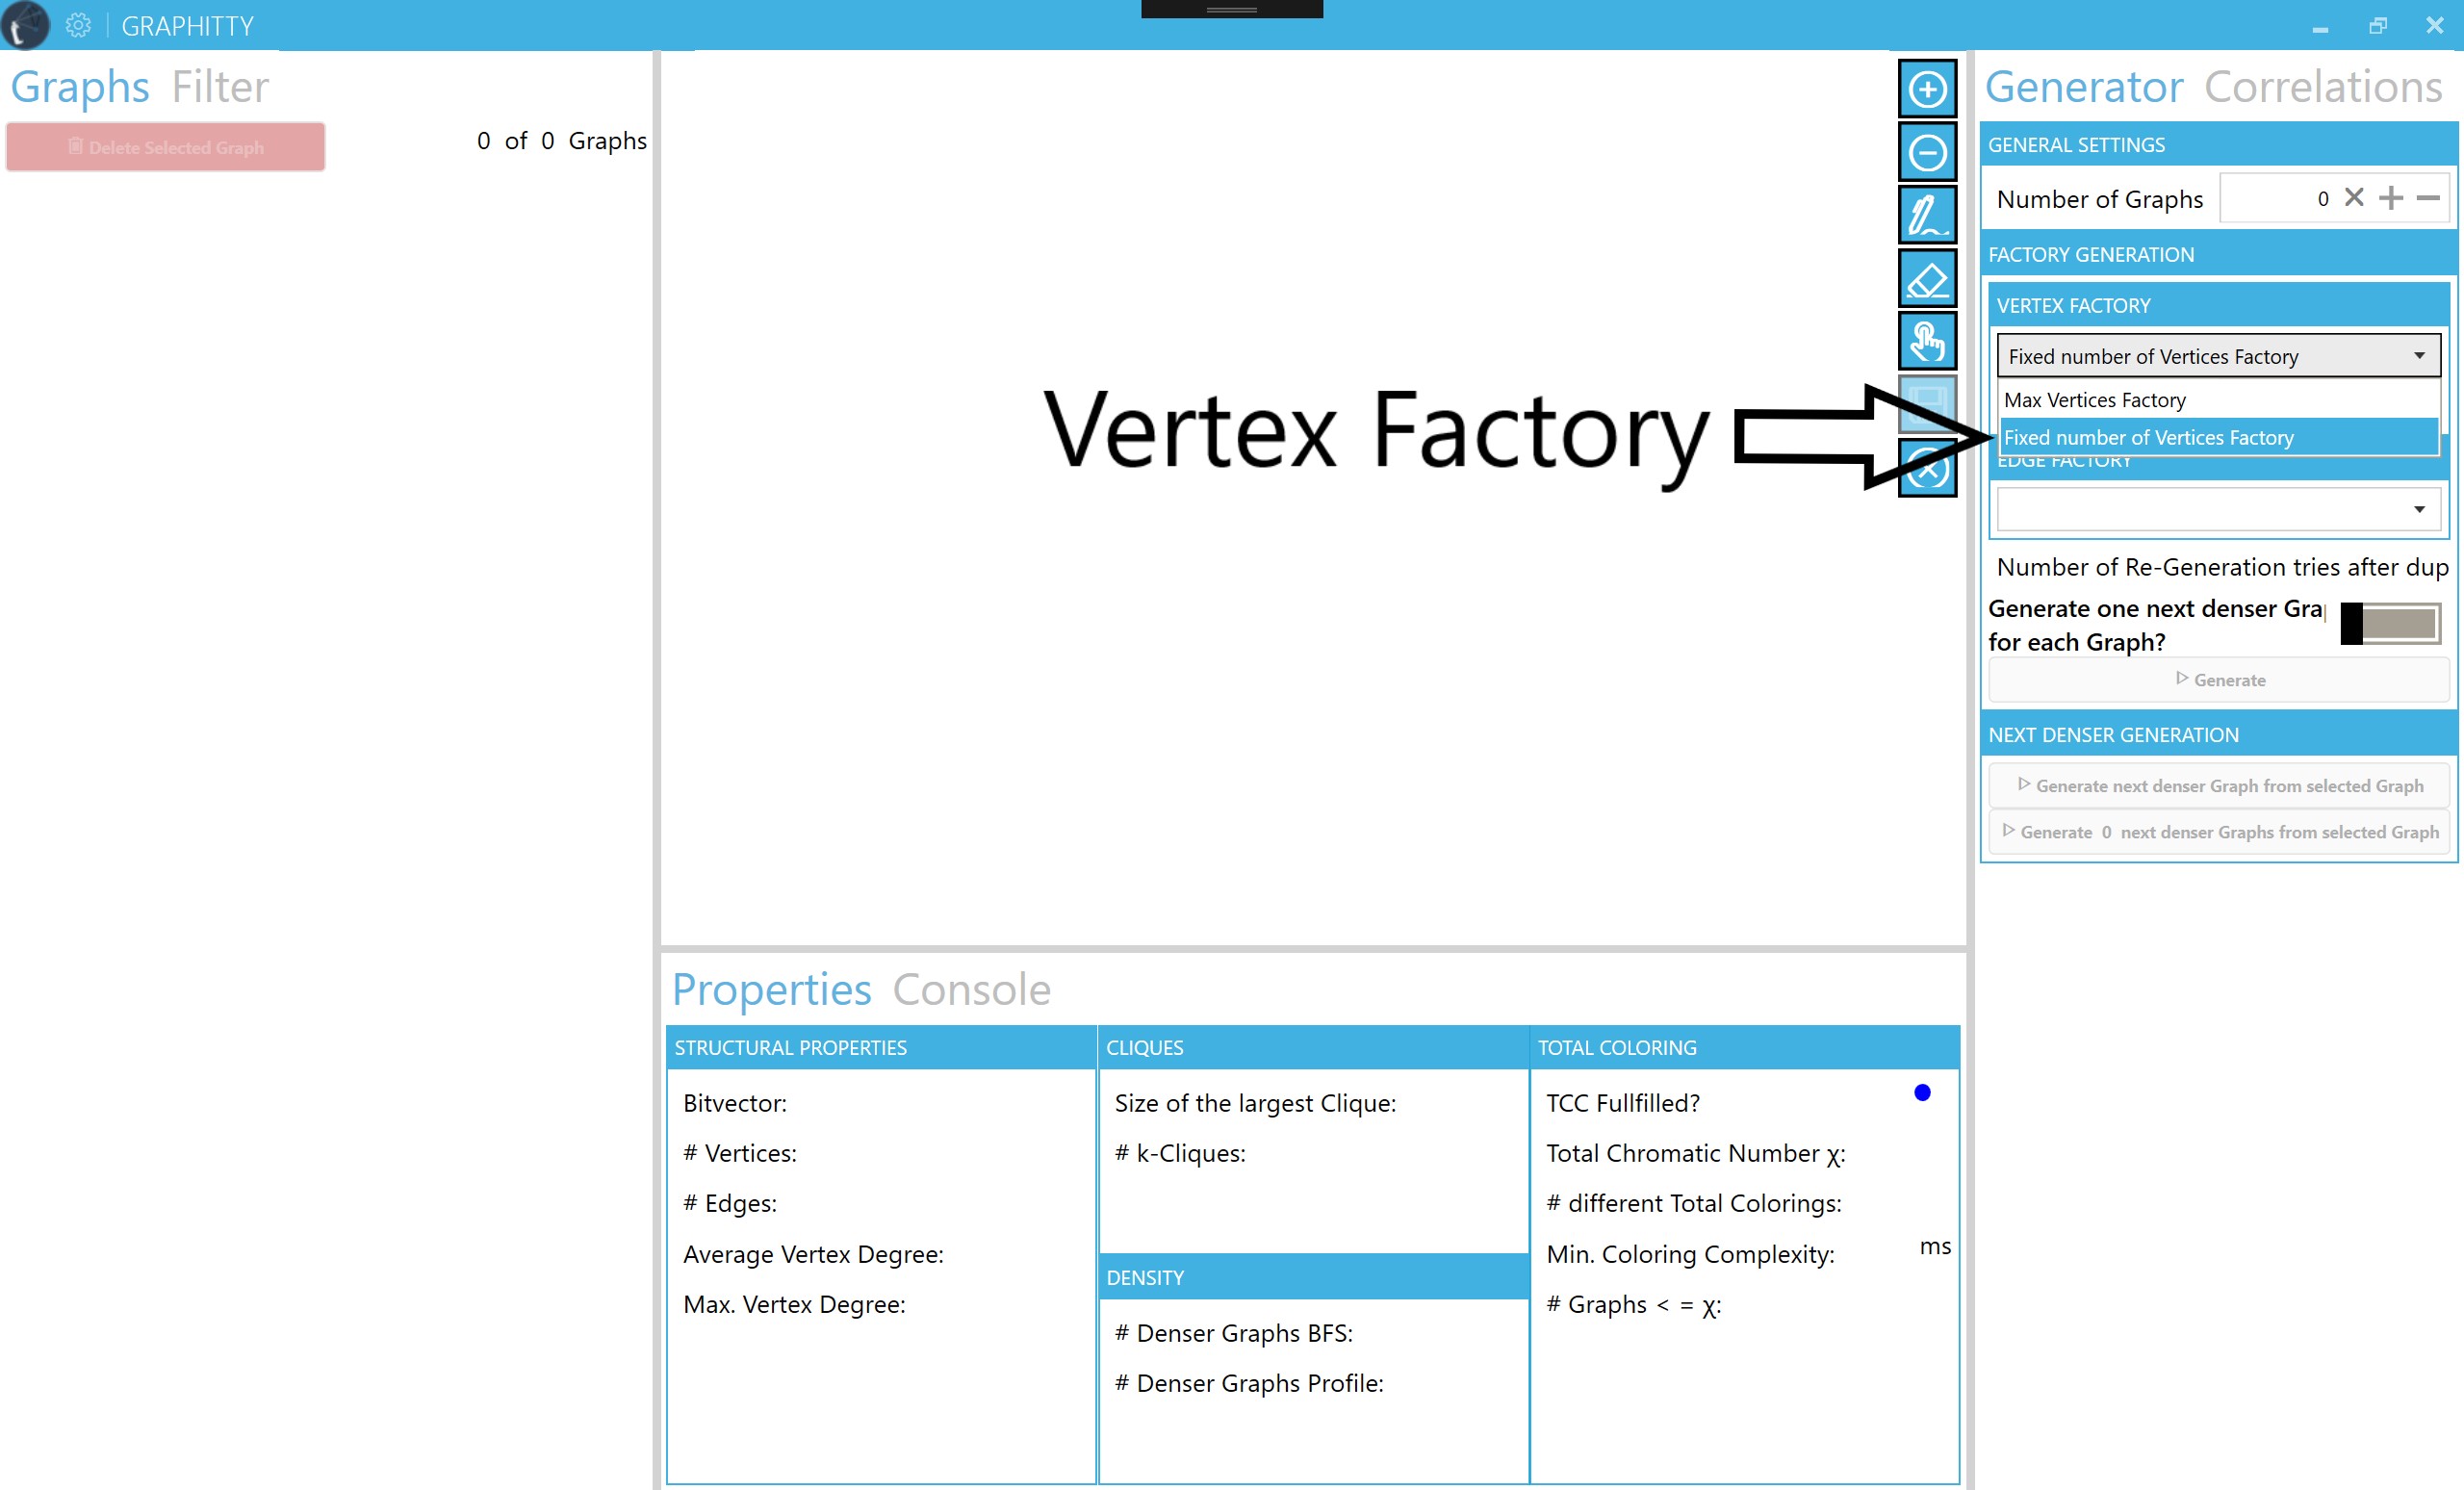 GRAPHITTY
Graphs Filter
Delete Selected Graph
0 of 0 Graphs
Vertex Factory
Generator Correlations
GENERAL SETTINGS
Number of Graphs 0
FACTORY GENERATION
VERTEX FACTORY
Fixed number of Vertices Factory
Max Vertices Factory
Fixed number of Vertices Factory
EDGE FACTORY
Number of Re-Generation tries after dup
Generate one next denser Gra
for each Graph?
Generate
NEXT DENSER GENERATION
Generate next denser Graph from selected Graph
Generate 0 next denser Graphs from selected Graph
Properties Console
STRUCTURAL PROPERTIES
Bitvector:
# Vertices:
# Edges:
Average Vertex Degree:
Max. Vertex Degree:
CLIQUES
Size of the largest Clique:
# k-Cliques:
DENSITY
# Denser Graphs BFS:
# Denser Graphs Profile:
TOTAL COLORING
TCC Fullfilled?
Total Chromatic Number χ:
# different Total Colorings:
Min. Coloring Complexity: ms
# Graphs < = χ: